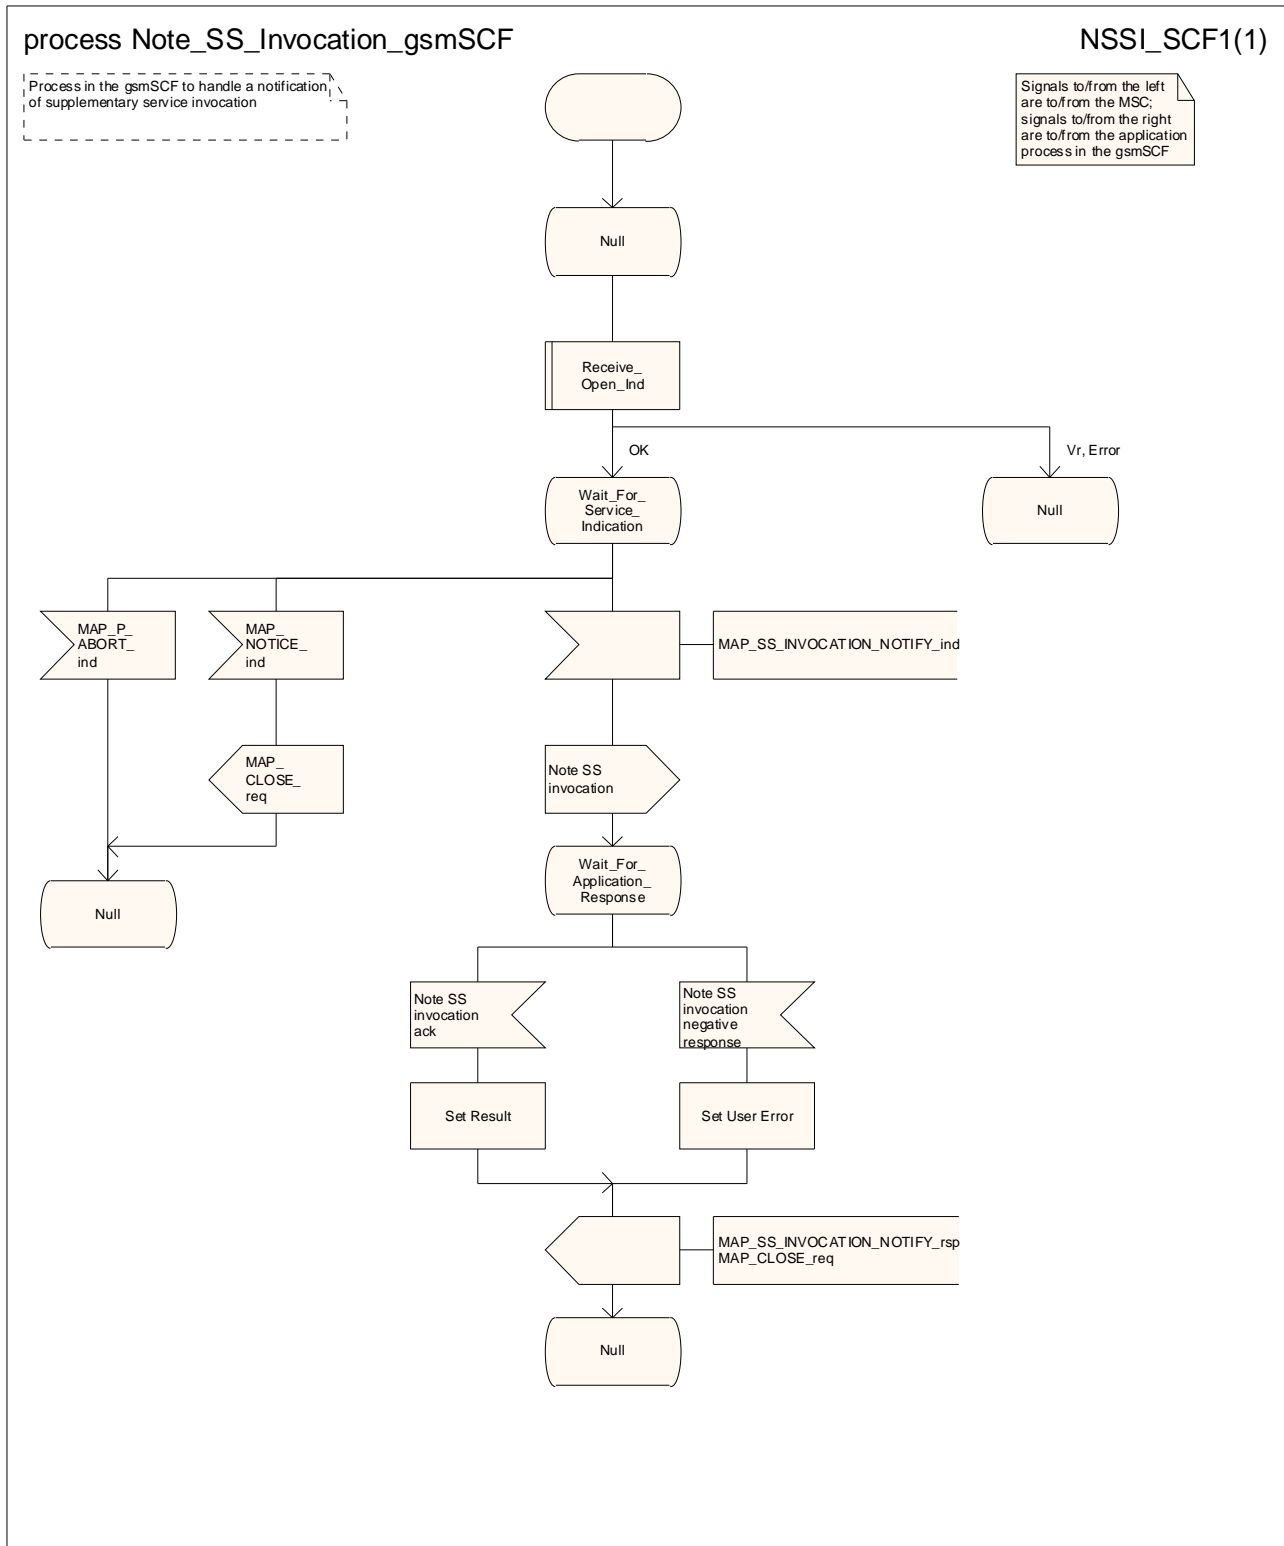 process Note_SS_Invocation_gsmSCF
NSSI_SCF1(1)
Process in the gsmSCF to handle a notification
of supplementary service invocation
Signals to/from the left
are to/from the MSC;
signals to/from the right
are to/from the application
process in the gsmSCF
Null
Receive_
Open_Ind
OK
Vr, Error
Wait_For_
Service_
Indication
Null
MAP_P_
ABORT_
ind
MAP_
NOTICE_
ind
MAP_SS_INVOCATION_NOTIFY_ind
MAP_
CLOSE_
req
Note SS
invocation
Wait_For_
Application_
Response
Null
Note SS
invocation
ack
Note SS
invocation
negative
response
Set Result
Set User Error
MAP_SS_INVOCATION_NOTIFY_rsp
MAP_CLOSE_req
Null